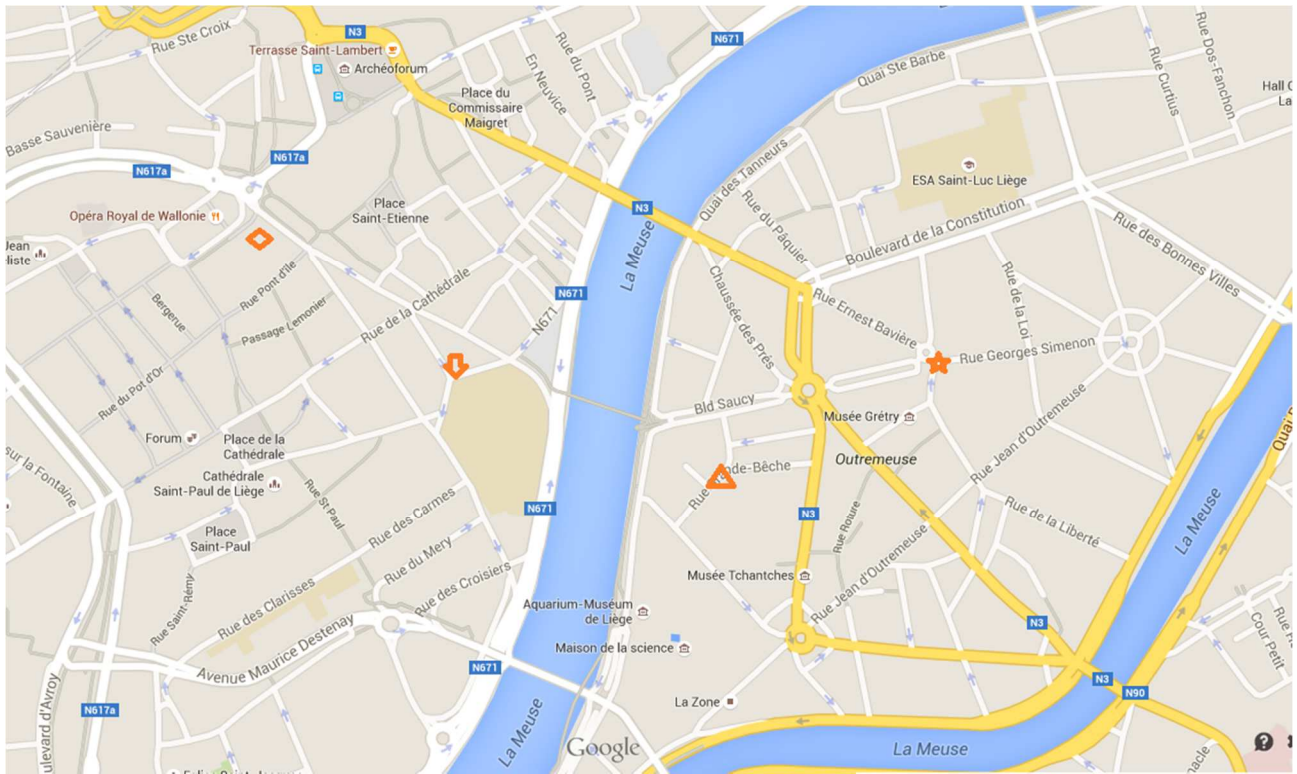 N3
Rue Ste Croix
Terrasse Saint-Lambert
Archéoforum
En Neuvice
Rue du Pont
N671
Quai Ste Barbe
Rue Curtius
Rue Dos-Fanchon
Place du
Commissaire
Maigret
Basse Sauvenière
N617a
N617a
Opéra Royal de Wallonie
Place
Saint-Etienne
N3
La Meuse
Quai des Tanneurs
Rue du Pâquier
ESA Saint-Luc Liège
Boulevard de la Constitution
Rue des Bonnes Villes
Jean
Bergerue
Rue Pont d'Ile
Passage Lemonier
Rue de la Cathédrale
N671
N671
Chaussée des Prés
Rue Ernest Bavière
Rue de la Loi
Rue Georges Simenon
Rue du Pot d'Or
Bld Saucy
Musée Grétry
Outremeuse
Rue Jean d'Outremeuse
Forum
Place de la
Cathédrale
Cathédrale
Saint-Paul de Liège
Rue St Paul
Rue
nde-Bêche
sur la Fontaine
Rue des Carmes
N671
N3
Rue Roture
Rue de la Liberté
La Meuse
Quai
Place
Saint-Paul
Rue du Mery
Rue des Croisiers
Rue des Clarisses
Rue Saint-Rémy
Musée Tchantches
Rue Jean d'Outremeuse
Aquarium-Muséum
de Liège
Maison de la science
Avenue Maurice Destenay
N671
N3
N3
N90
Cour Petit
La Zone
N617a
La Meuse
Google
La Meuse